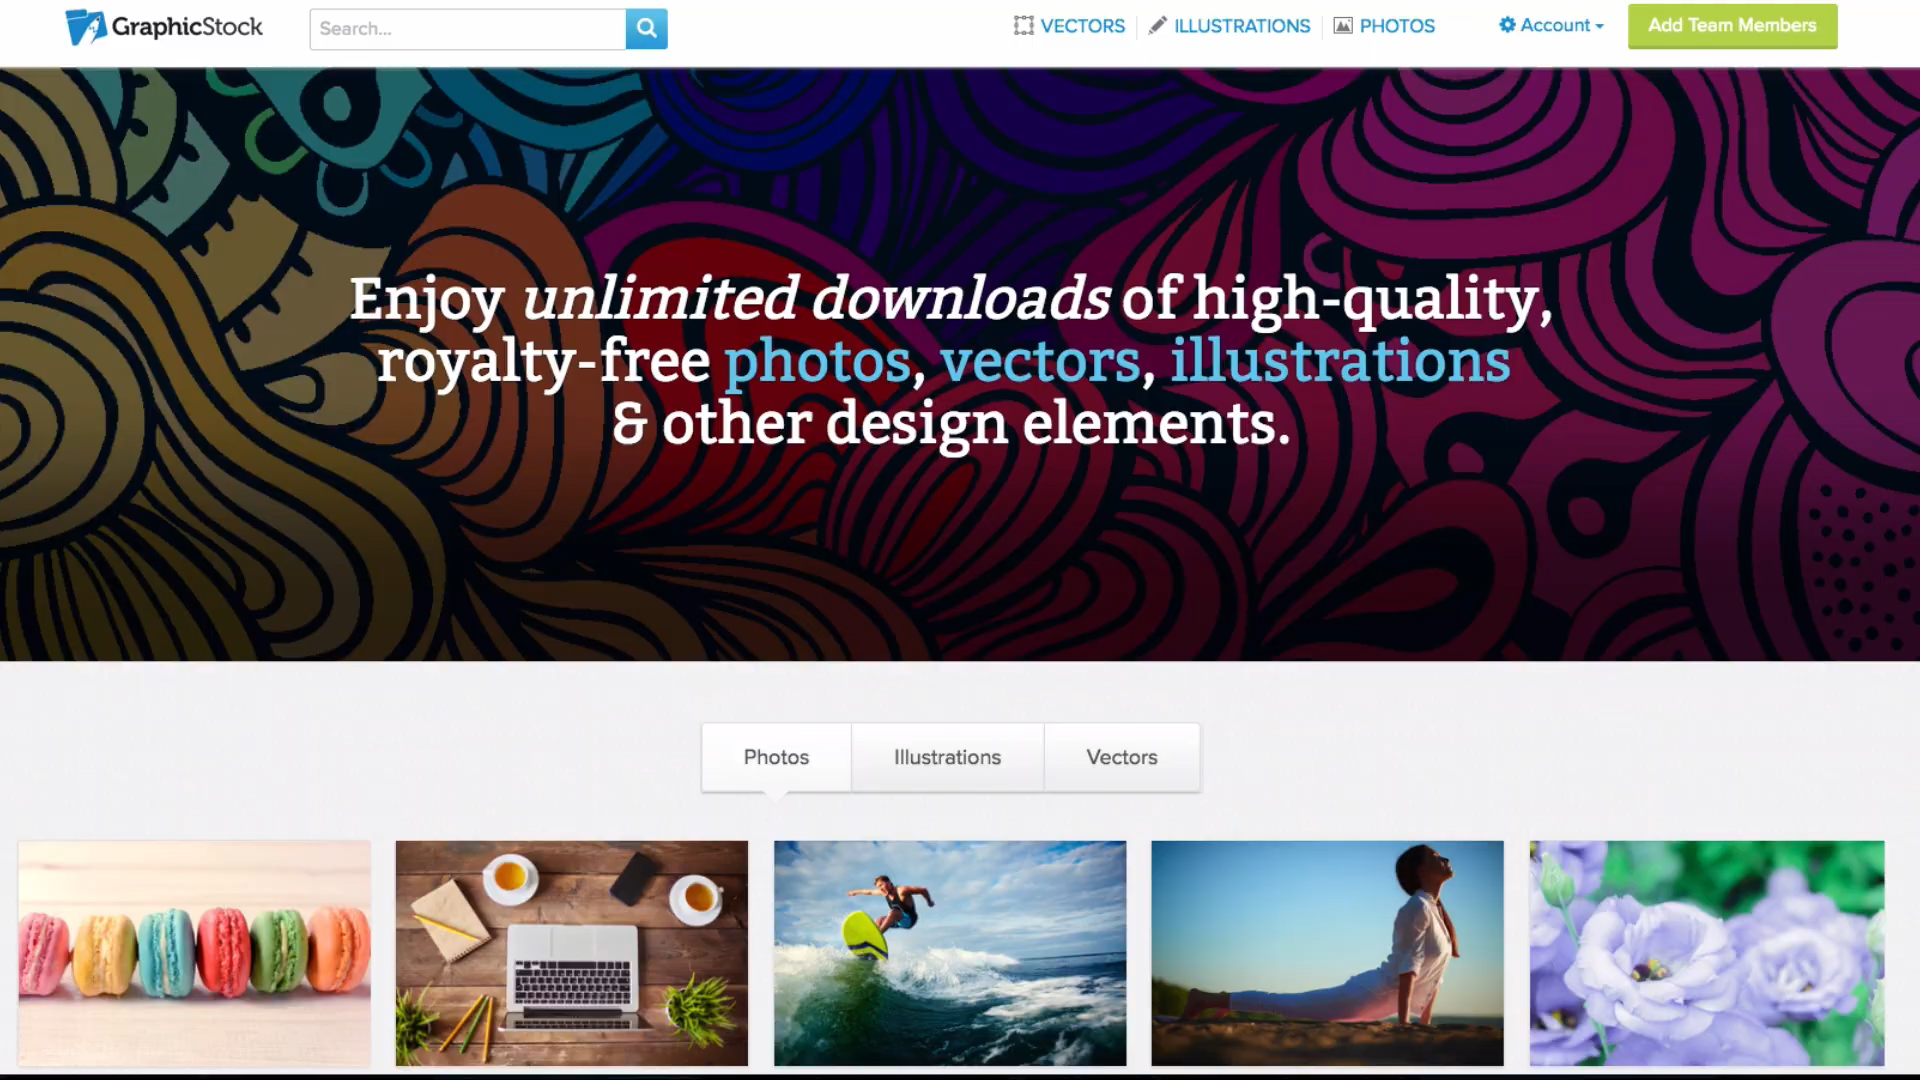 GraphicStock
Search...
VECTORS
ILLUSTRATIONS
PHOTOS
Account
Add Team Members
Enjoy unlimited downloads of high-quality,
royalty-free photos, vectors, illustrations
& other design elements.
Photos
Illustrations
Vectors